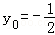 y₀ = -1/2